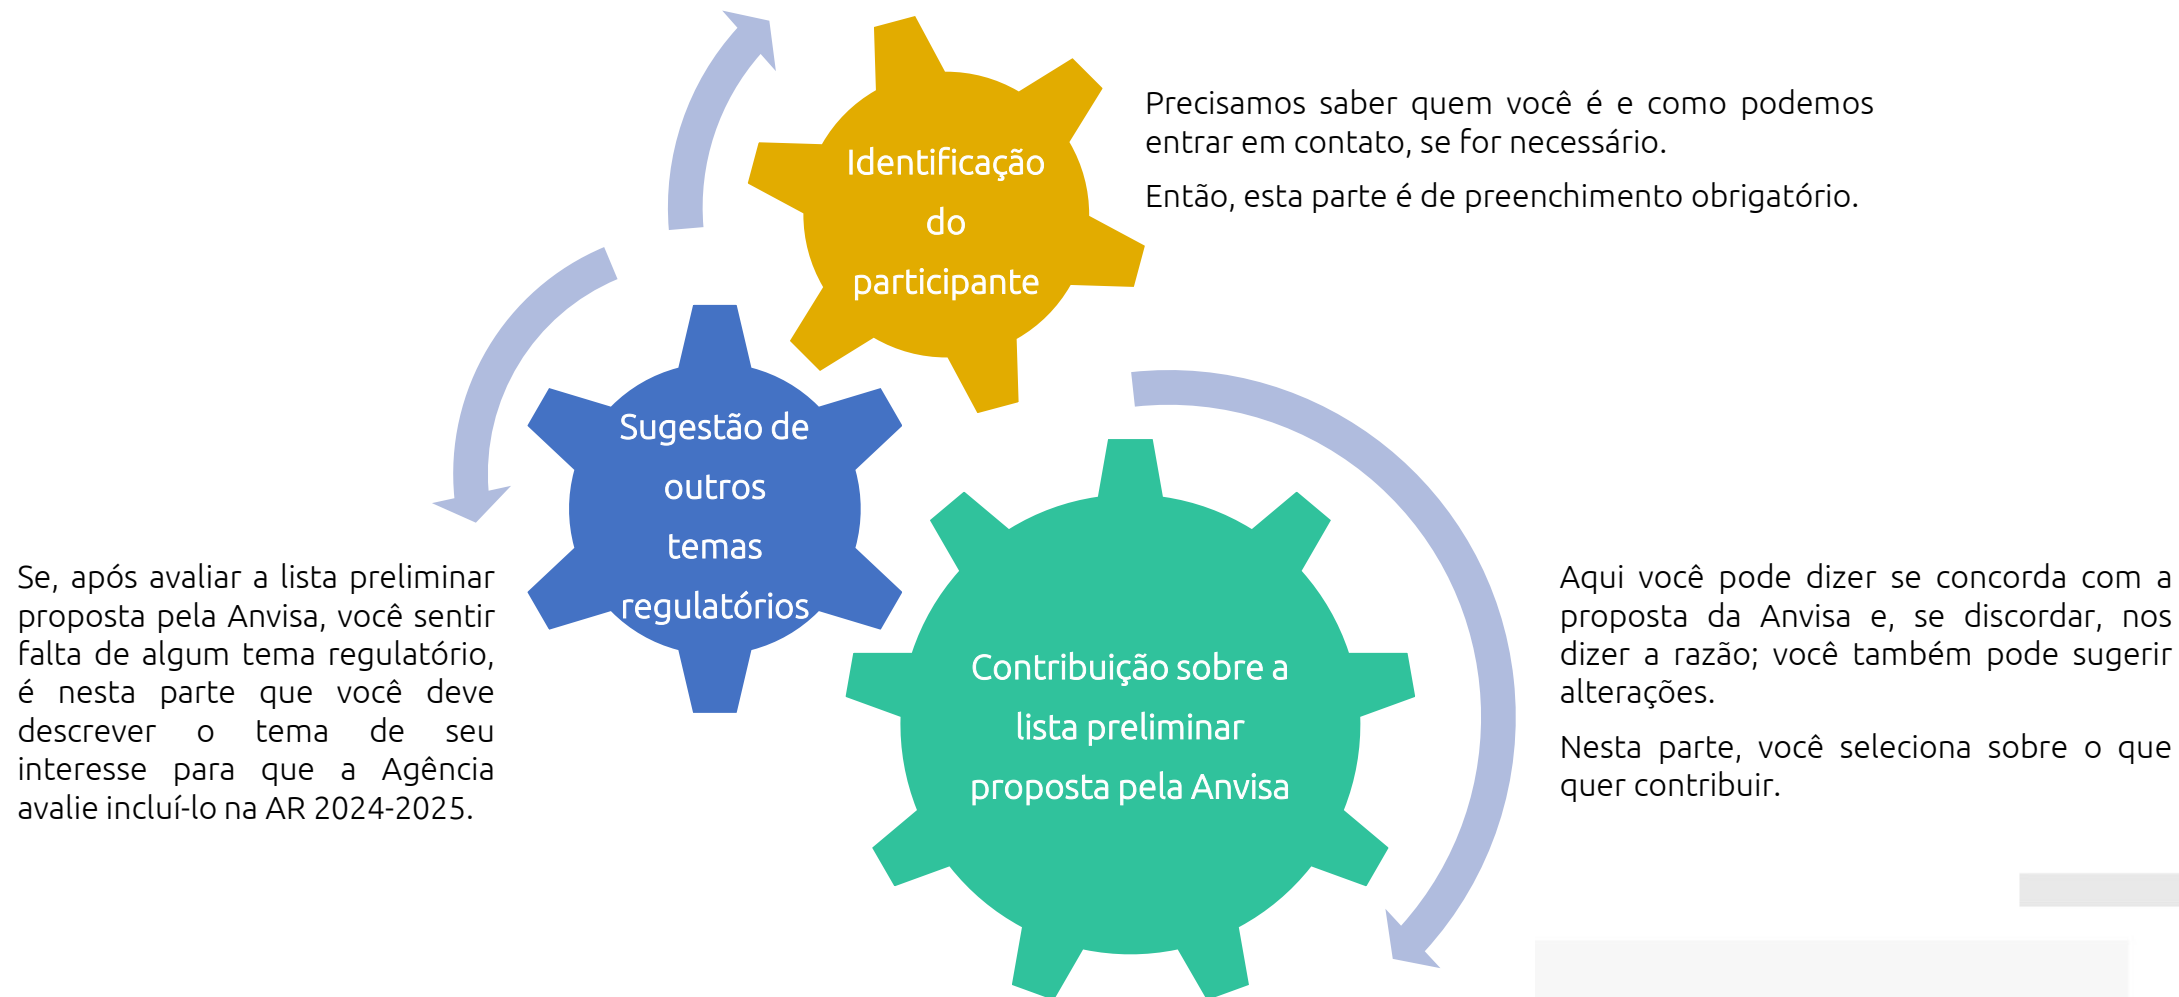 Identificação
do
participante
Precisamos saber quem você é e como podemos
entrar em contato, se for necessário.
Então, esta parte é de preenchimento obrigatório.
Sugestão de
outros
temas
regulatórios
Se, após avaliar a lista preliminar
proposta pela Anvisa, você sentir
falta de algum tema regulatório,
é nesta parte que você deve
descrever o tema de seu
interesse para que a Agência
avalie incluí-lo na AR 2024-2025.
Contribuição sobre a
lista preliminar
proposta pela Anvisa
Aqui você pode dizer se concorda com a
proposta da Anvisa e, se discordar, nos
dizer a razão; você também pode sugerir
alterações.
Nesta parte, você seleciona sobre o que
quer contribuir.